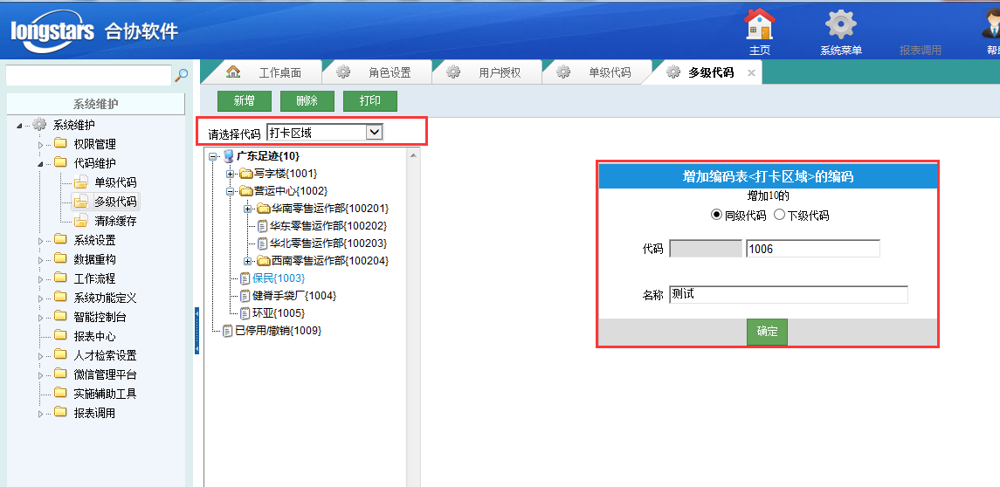 longstars 合协软件
主页
系统菜单
报表调用
帮助
工作桌面
角色设置
用户授权
单级代码
多级代码
新增
删除
打印
系统维护
系统维护
权限管理
代码维护
单级代码
多级代码
清除缓存
系统设置
数据重构
工作流程
系统功能定义
智能控制台
报表中心
人才检索设置
微信管理平台
实施辅助工具
报表调用
请选择代码 打卡区域
广东足迹{10}
写字楼{1001}
营运中心{1002}
华南零售运作部{100201}
华东零售运作部{100202}
华北零售运作部{100203}
西南零售运作部{100204}
保民{1003}
健脊手袋厂{1004}
环亚{1005}
已停用/撤销{1009}
增加编码表<打卡区域>的编码
增加10的
同级代码 下级代码
代码 1006
名称 测试
确定